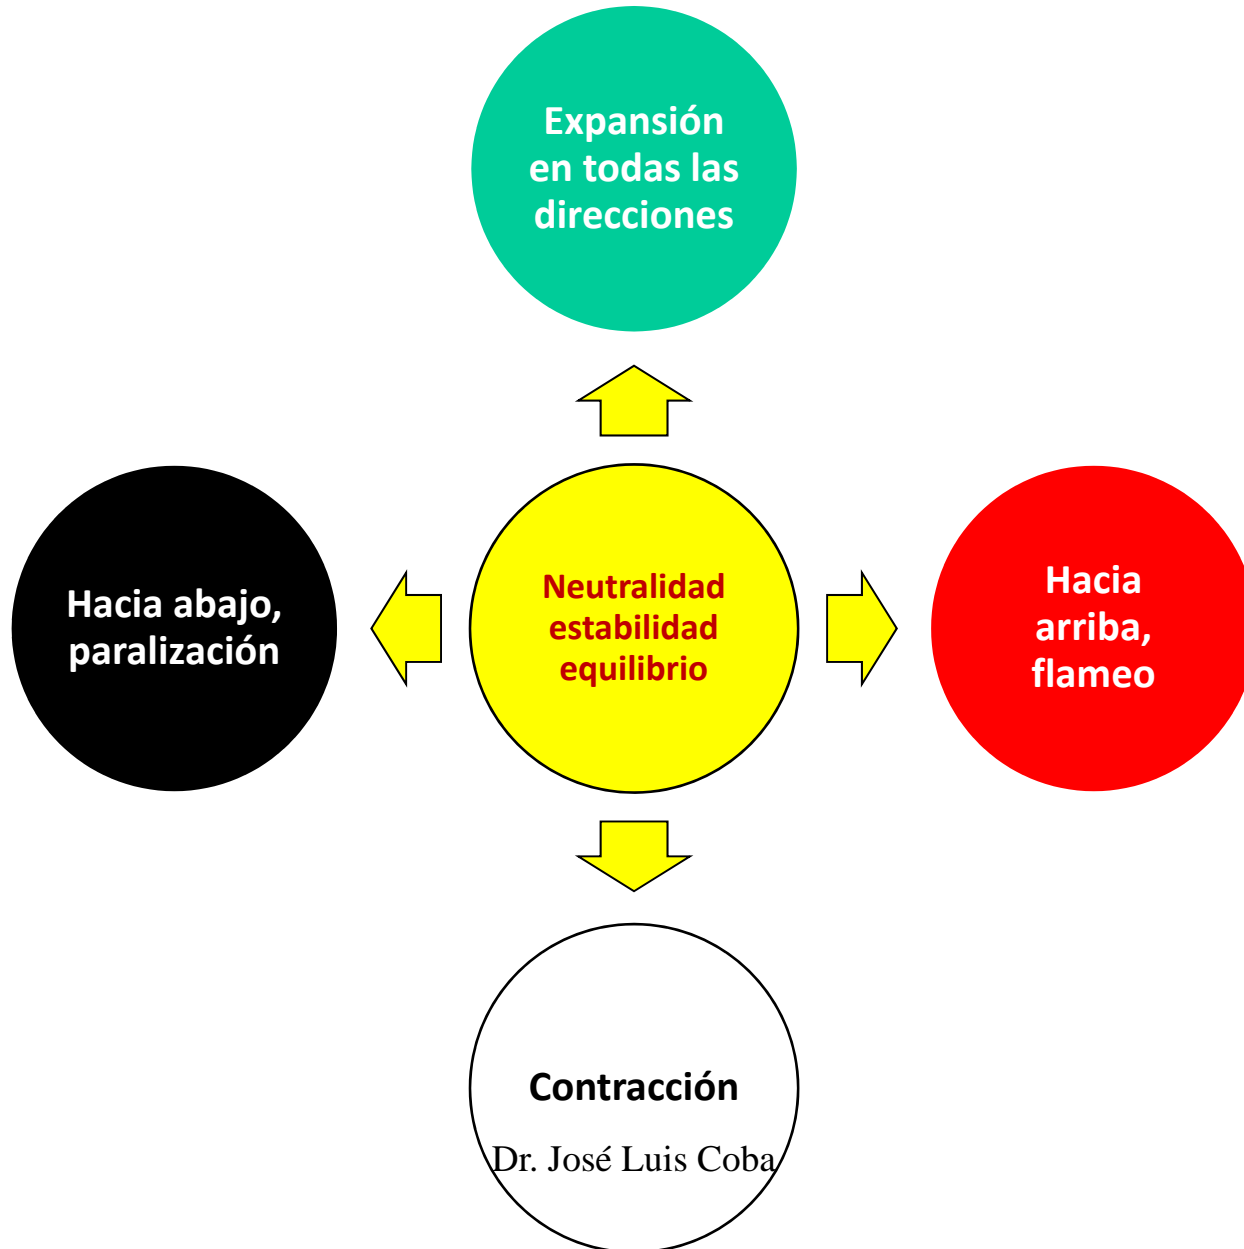 Expansión
en todas las
direcciones
Hacia abajo,
paralización
Neutralidad
estabilidad
equilibrio
Hacia
arriba,
flameo
Contracción
Dr. José Luis Coba